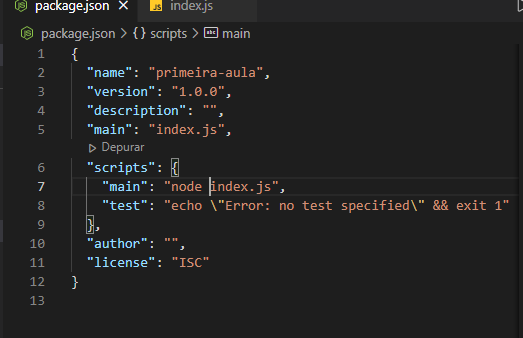 package.json ×
JS index.js
package.json > {} scripts > abc main
1 {
2 "name": "primeira-aula",
3 "version": "1.0.0",
4 "description": "",
5 "main": "index.js",
Depurar
6 "scripts": {
7 "main": "node index.js",
8 "test": "echo \"Error: no test specified\" && exit 1"
9 },
10 "author": "",
11 "license": "ISC"
12 }
13